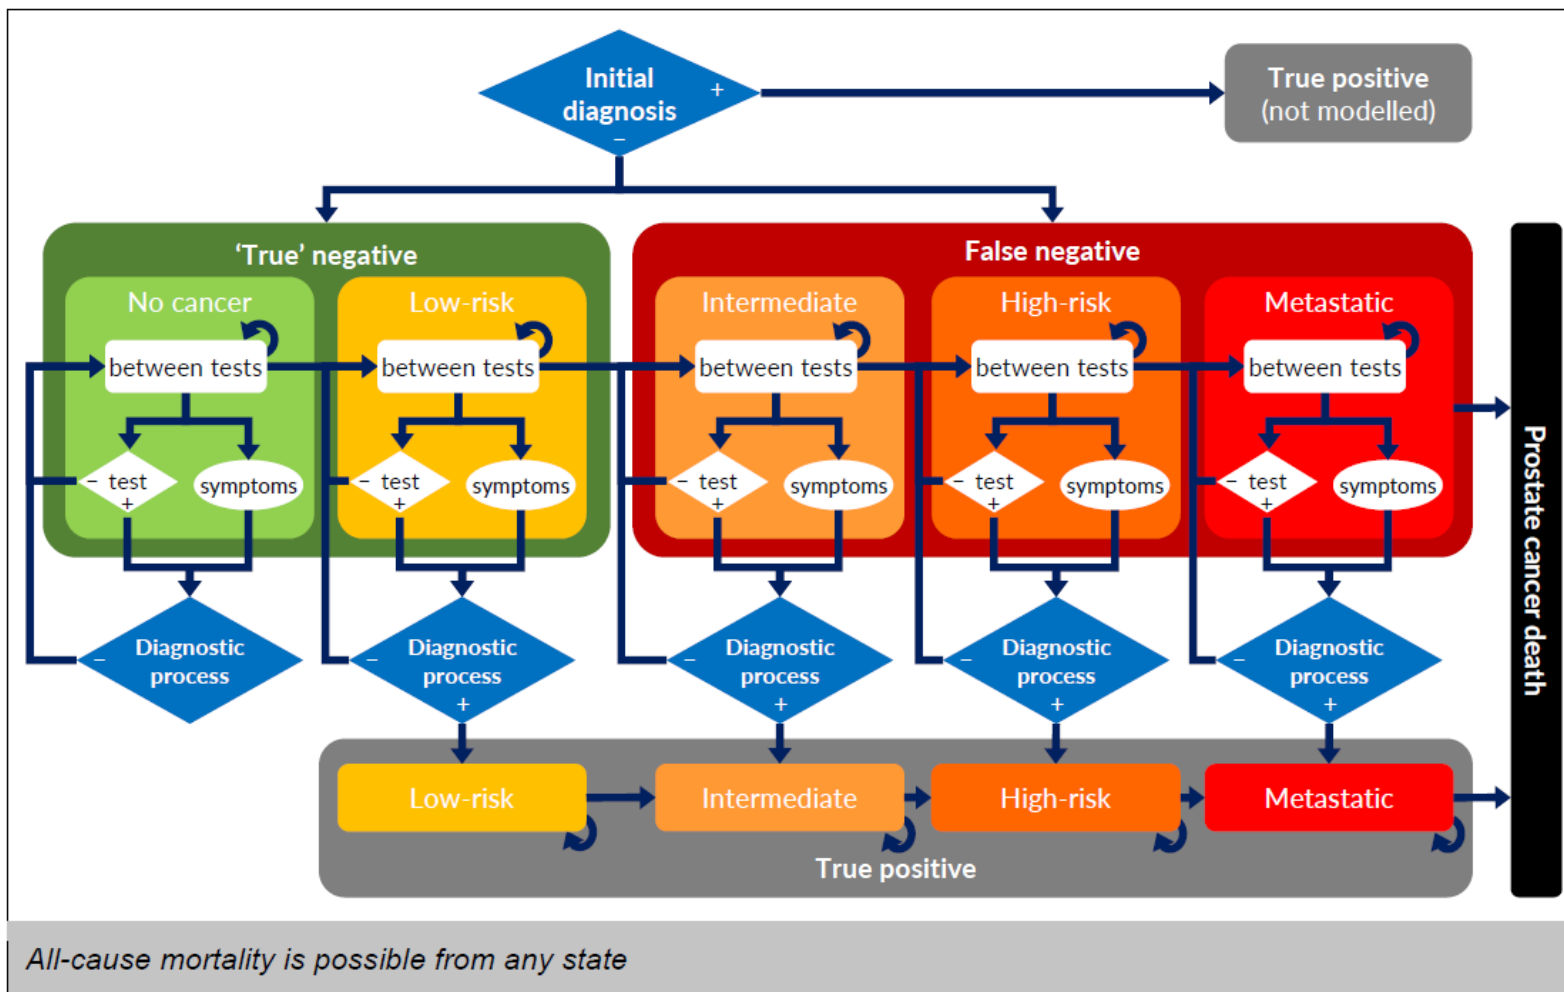 Initial
diagnosis
+
−
True positive
(not modelled)
‘True’ negative
False negative
No cancer
Low-risk
Intermediate
High-risk
Metastatic
between tests
between tests
between tests
between tests
between tests
− test
+
symptoms
− test
+
symptoms
− test
+
symptoms
− test
+
symptoms
− test
+
symptoms
Prostate cancer death
− Diagnostic
process
− Diagnostic
process
+
− Diagnostic
process
+
− Diagnostic
process
+
− Diagnostic
process
+
Low-risk
Intermediate
High-risk
Metastatic
True positive
All-cause mortality is possible from any state